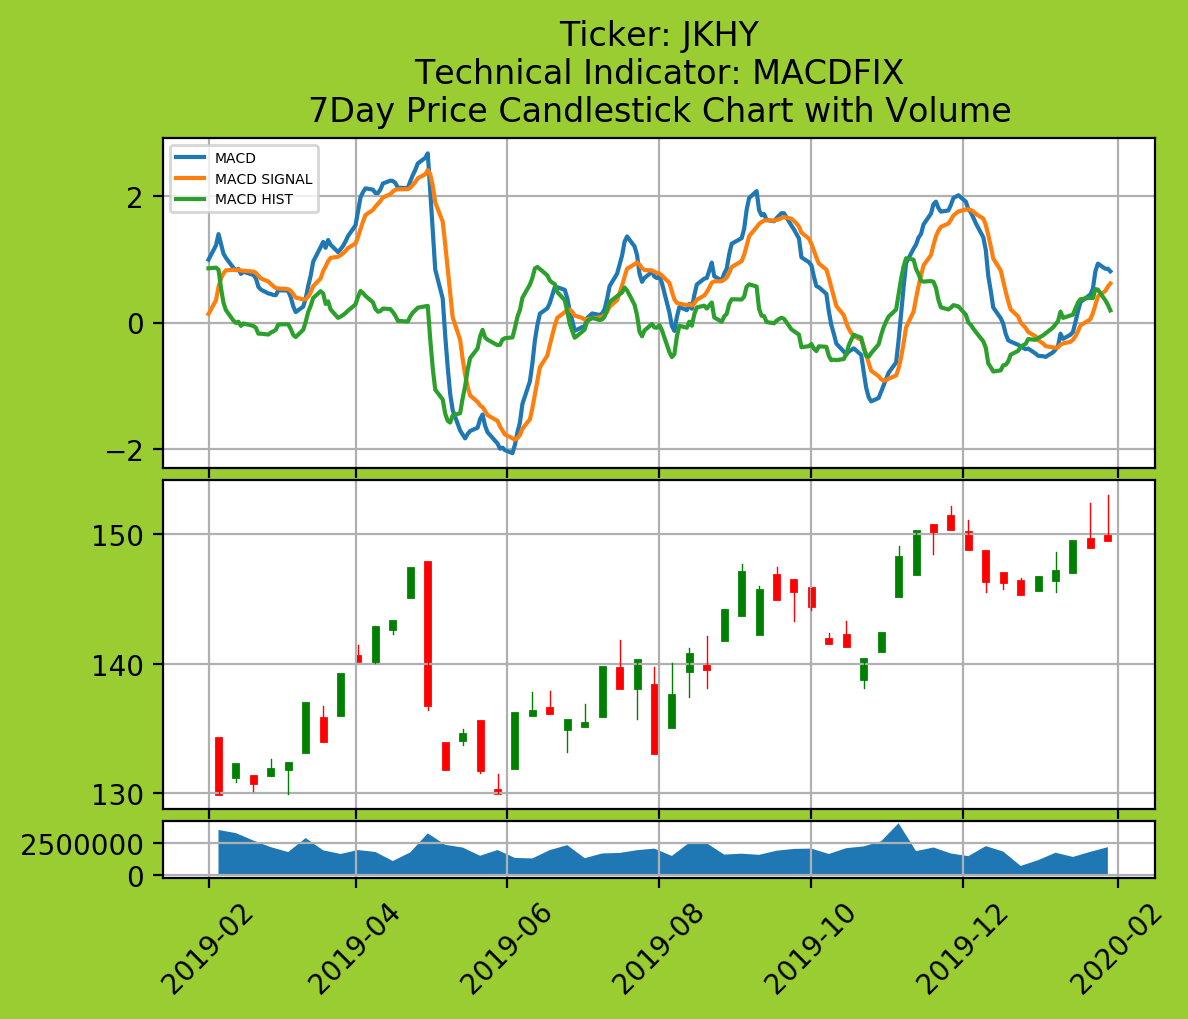 Ticker: JKHY
Technical Indicator: MACDFIX
7Day Price Candlestick Chart with Volume
MACD
MACD SIGNAL
MACD HIST
2
0
−2
150
140
130
2500000
0
2019-02
2019-04
2019-06
2019-08
2019-10
2019-12
2020-02